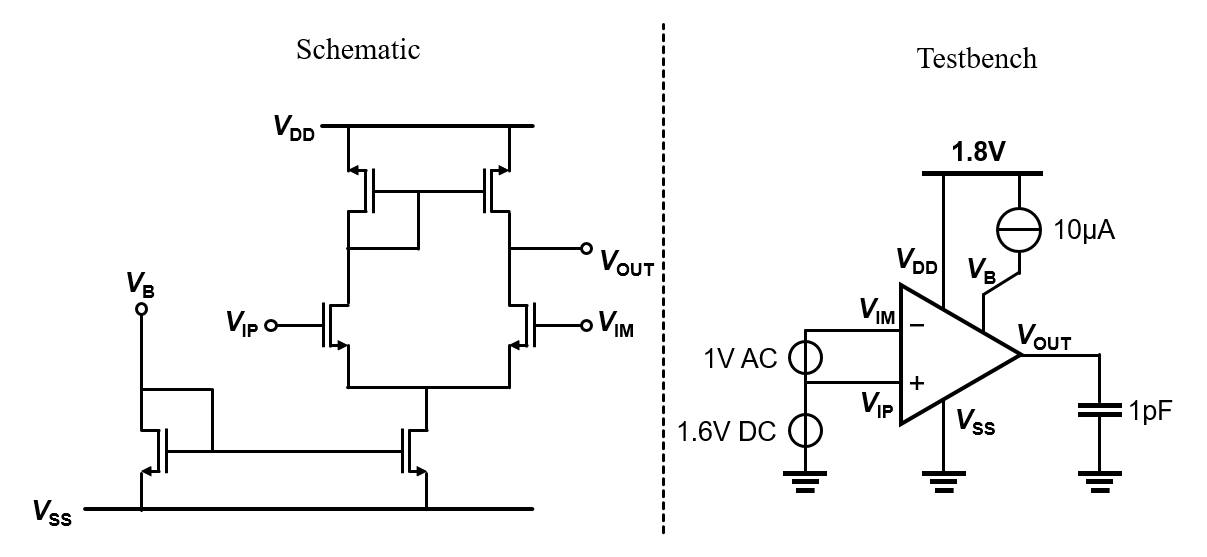 Schematic
VDD
VOUT
VB
VIP
VIM
VSS
Testbench
1.8V
10μA
VDD
VB
VIM
−
VOUT
1V AC
+
VIP
1.6V DC
VSS
1pF